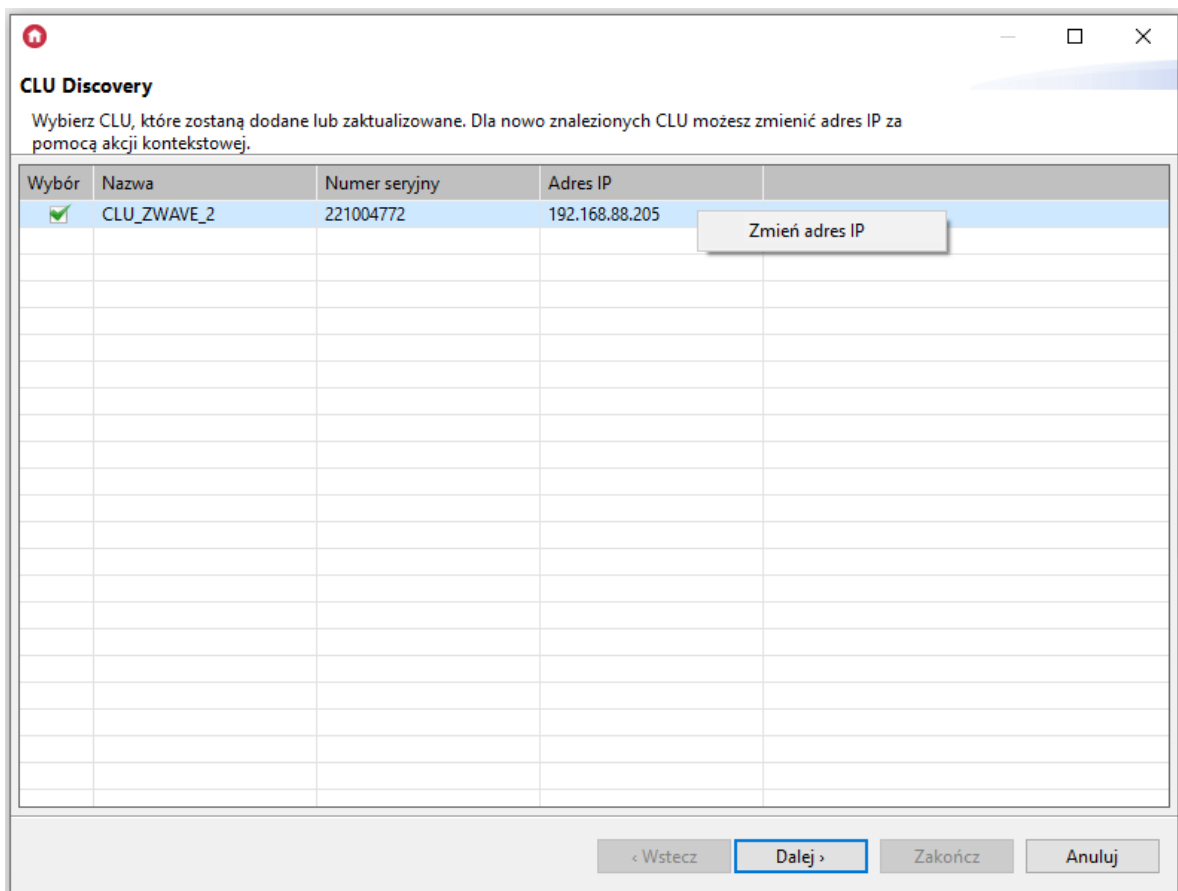 CLU Discovery
Wybierz CLU, które zostaną dodane lub zaktualizowane. Dla nowo znalezionych CLU możesz zmienić adres IP za
pomocą akcji kontekstowej.
Wybór Nazwa Numer seryjny Adres IP
CLU_ZWAVE_2 221004772 192.168.88.205
Zmień adres IP
‹ Wstecz Dalej › Zakończ Anuluj